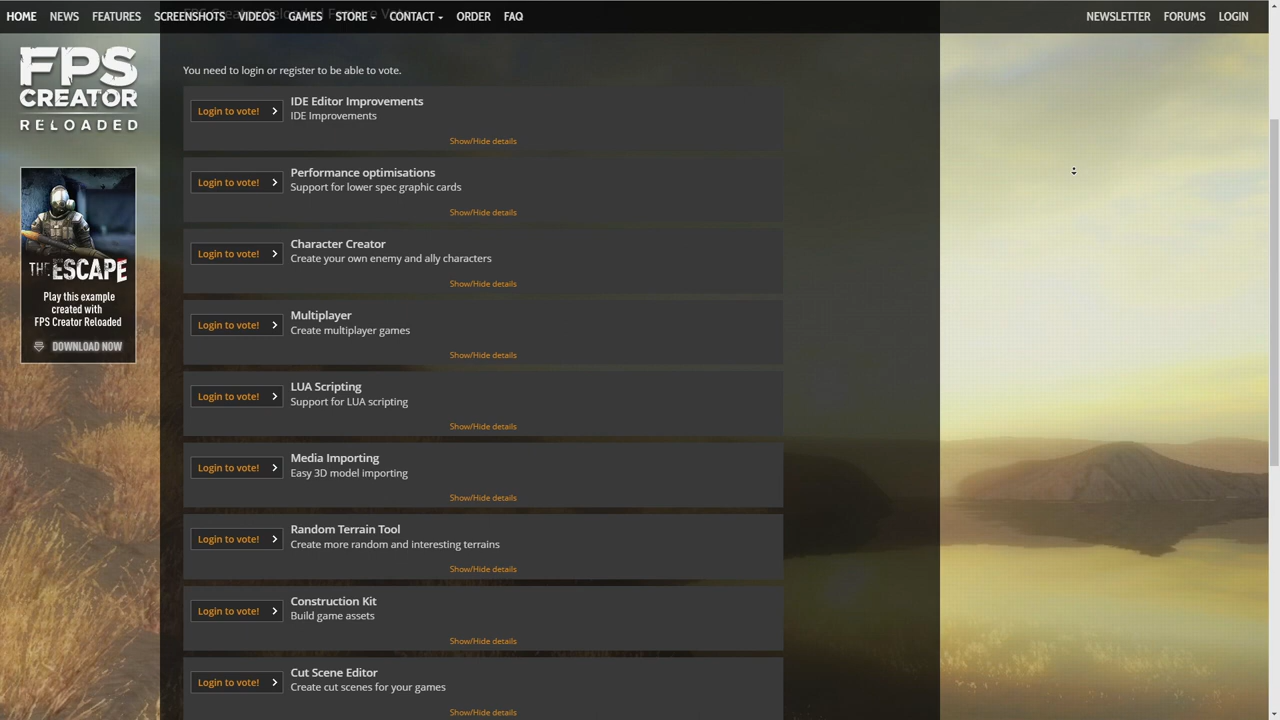 HOME NEWS FEATURES SCREENSHOTS VIDEOS GAMES STORE CONTACT ORDER FAQ NEWSLETTER FORUMS LOGIN
FPS
CREATOR
RELOADED
THE ESCAPE
Play this example
created with
FPS Creator Reloaded
DOWNLOAD NOW
You need to login or register to be able to vote.
Login to vote!
IDE Editor Improvements
IDE Improvements
Show/Hide details
Login to vote!
Performance optimisations
Support for lower spec graphic cards
Show/Hide details
Login to vote!
Character Creator
Create your own enemy and ally characters
Show/Hide details
Login to vote!
Multiplayer
Create multiplayer games
Show/Hide details
Login to vote!
LUA Scripting
Support for LUA scripting
Show/Hide details
Login to vote!
Media Importing
Easy 3D model importing
Show/Hide details
Login to vote!
Random Terrain Tool
Create more random and interesting terrains
Show/Hide details
Login to vote!
Construction Kit
Build game assets
Show/Hide details
Login to vote!
Cut Scene Editor
Create cut scenes for your games
Show/Hide details